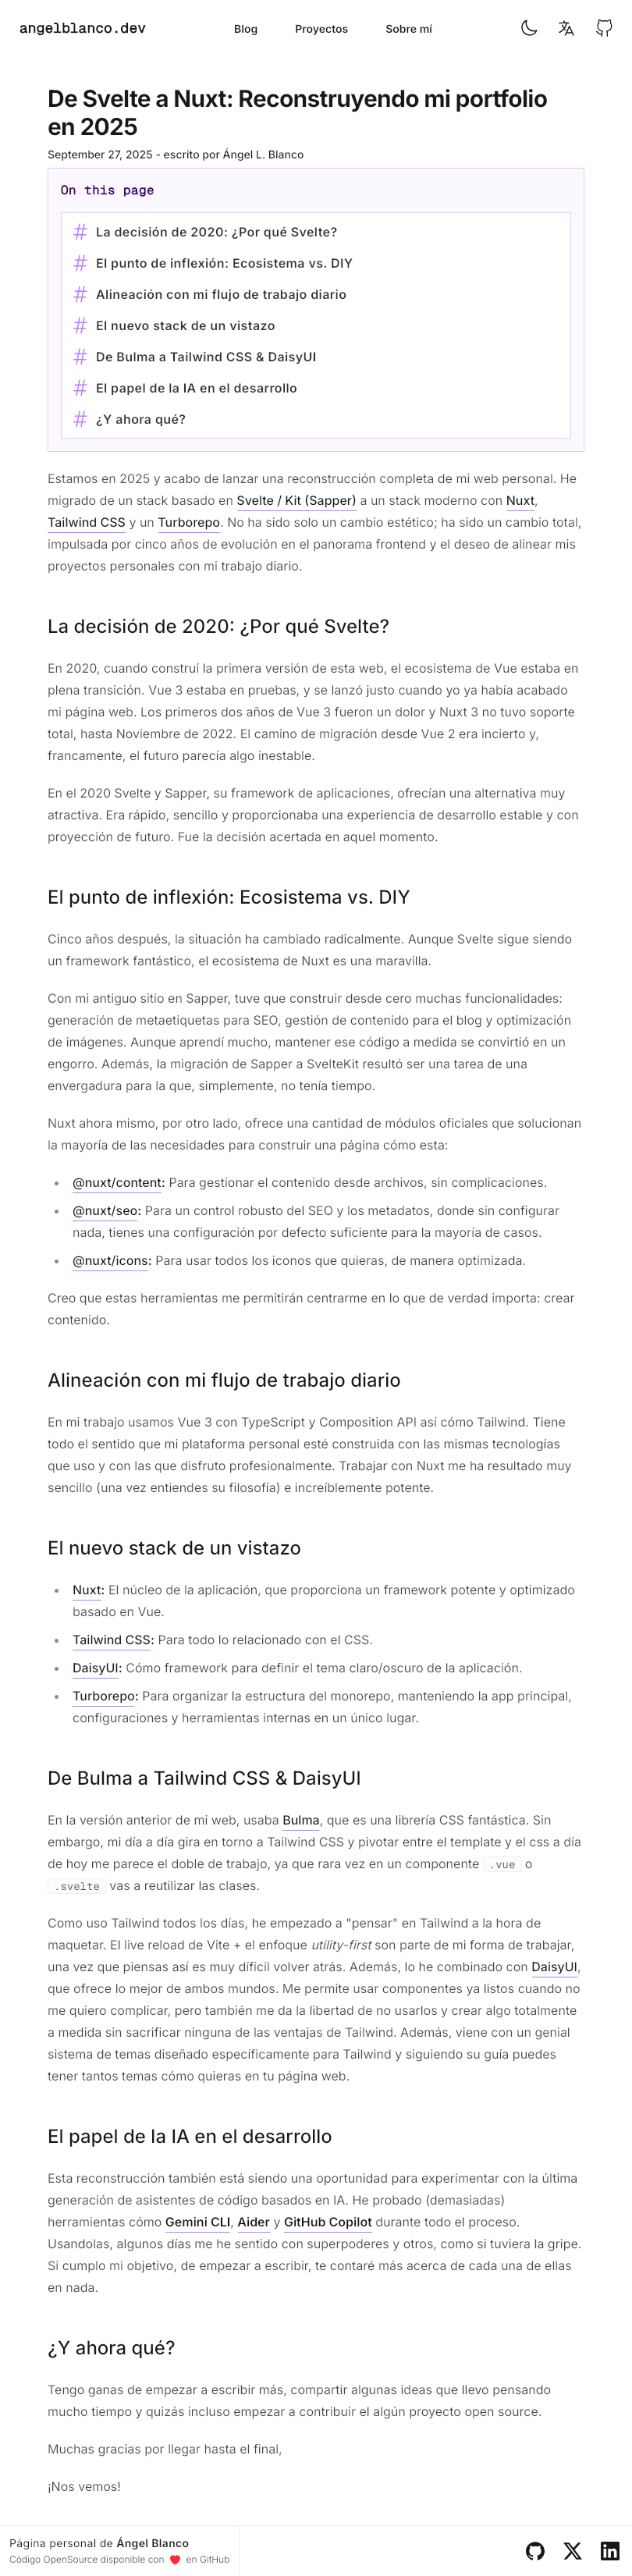 angelblanco.dev
Blog
Proyectos
Sobre mí
De Svelte a Nuxt: Reconstruyendo mi portfolio
en 2025
September 27, 2025 - escrito por Ángel L. Blanco
On this page
La decisión de 2020: ¿Por qué Svelte?
El punto de inflexión: Ecosistema vs. DIY
Alineación con mi flujo de trabajo diario
El nuevo stack de un vistazo
De Bulma a Tailwind CSS & DaisyUI
El papel de la IA en el desarrollo
¿Y ahora qué?
Estamos en 2025 y acabo de lanzar una reconstrucción completa de mi web personal. He
migrado de un stack basado en Svelte / Kit (Sapper) a un stack moderno con Nuxt,
Tailwind CSS y un Turborepo. No ha sido solo un cambio estético; ha sido un cambio total,
impulsada por cinco años de evolución en el panorama frontend y el deseo de alinear mis
proyectos personales con mi trabajo diario.
La decisión de 2020: ¿Por qué Svelte?
En 2020, cuando construí la primera versión de esta web, el ecosistema de Vue estaba en
plena transición. Vue 3 estaba en pruebas, y se lanzó justo cuando yo ya había acabado
mi página web. Los primeros dos años de Vue 3 fueron un dolor y Nuxt 3 no tuvo soporte
total, hasta Noviembre de 2022. El camino de migración desde Vue 2 era incierto y,
francamente, el futuro parecía algo inestable.
En el 2020 Svelte y Sapper, su framework de aplicaciones, ofrecían una alternativa muy
atractiva. Era rápido, sencillo y proporcionaba una experiencia de desarrollo estable y con
proyección de futuro. Fue la decisión acertada en aquel momento.
El punto de inflexión: Ecosistema vs. DIY
Cinco años después, la situación ha cambiado radicalmente. Aunque Svelte sigue siendo
un framework fantástico, el ecosistema de Nuxt es una maravilla.
Con mi antiguo sitio en Sapper, tuve que construir desde cero muchas funcionalidades:
generación de metaetiquetas para SEO, gestión de contenido para el blog y optimización
de imágenes. Aunque aprendí mucho, mantener ese código a medida se convirtió en un
engorro. Además, la migración de Sapper a SvelteKit resultó ser una tarea de una
envergadura para la que, simplemente, no tenía tiempo.
Nuxt ahora mismo, por otro lado, ofrece una cantidad de módulos oficiales que solucionan
la mayoría de las necesidades para construir una página cómo esta:
@nuxt/content: Para gestionar el contenido desde archivos, sin complicaciones.
@nuxt/seo: Para un control robusto del SEO y los metadatos, donde sin configurar
nada, tienes una configuración por defecto suficiente para la mayoría de casos.
@nuxt/icons: Para usar todos los iconos que quieras, de manera optimizada.
Creo que estas herramientas me permitirán centrarme en lo que de verdad importa: crear
contenido.
Alineación con mi flujo de trabajo diario
En mi trabajo usamos Vue 3 con TypeScript y Composition API así cómo Tailwind. Tiene
todo el sentido que mi plataforma personal esté construida con las mismas tecnologías
que uso y con las que disfruto profesionalmente. Trabajar con Nuxt me ha resultado muy
sencillo (una vez entiendes su filosofía) e increíblemente potente.
El nuevo stack de un vistazo
Nuxt: El núcleo de la aplicación, que proporciona un framework potente y optimizado
basado en Vue.
Tailwind CSS: Para todo lo relacionado con el CSS.
DaisyUI: Cómo framework para definir el tema claro/oscuro de la aplicación.
Turborepo: Para organizar la estructura del monorepo, manteniendo la app principal,
configuraciones y herramientas internas en un único lugar.
De Bulma a Tailwind CSS & DaisyUI
En la versión anterior de mi web, usaba Bulma, que es una librería CSS fantástica. Sin
embargo, mi día a día gira en torno a Tailwind CSS y pivotar entre el template y el css a día
de hoy me parece el doble de trabajo, ya que rara vez en un componente .vue o
.svelte vas a reutilizar las clases.
Como uso Tailwind todos los días, he empezado a "pensar" en Tailwind a la hora de
maquetar. El live reload de Vite + el enfoque utility-first son parte de mi forma de trabajar,
una vez que piensas así es muy díficil volver atrás. Además, lo he combinado con DaisyUI,
que ofrece lo mejor de ambos mundos. Me permite usar componentes ya listos cuando no
me quiero complicar, pero también me da la libertad de no usarlos y crear algo totalmente
a medida sin sacrificar ninguna de las ventajas de Tailwind. Además, viene con un genial
sistema de temas diseñado específicamente para Tailwind y siguiendo su guía puedes
tener tantos temas cómo quieras en tu página web.
El papel de la IA en el desarrollo
Esta reconstrucción también está siendo una oportunidad para experimentar con la última
generación de asistentes de código basados en IA. He probado (demasiadas)
herramientas cómo Gemini CLI, Aider y GitHub Copilot durante todo el proceso.
Usandolas, algunos días me he sentido con superpoderes y otros, como si tuviera la gripe.
Si cumplo mi objetivo, de empezar a escribir, te contaré más acerca de cada una de ellas
en nada.
¿Y ahora qué?
Tengo ganas de empezar a escribir más, compartir algunas ideas que llevo pensando
mucho tiempo y quizás incluso empezar a contribuir el algún proyecto open source.
Muchas gracias por llegar hasta el final,
¡Nos vemos!
Página personal de Ángel Blanco
Código OpenSource disponible con ❤️ en GitHub